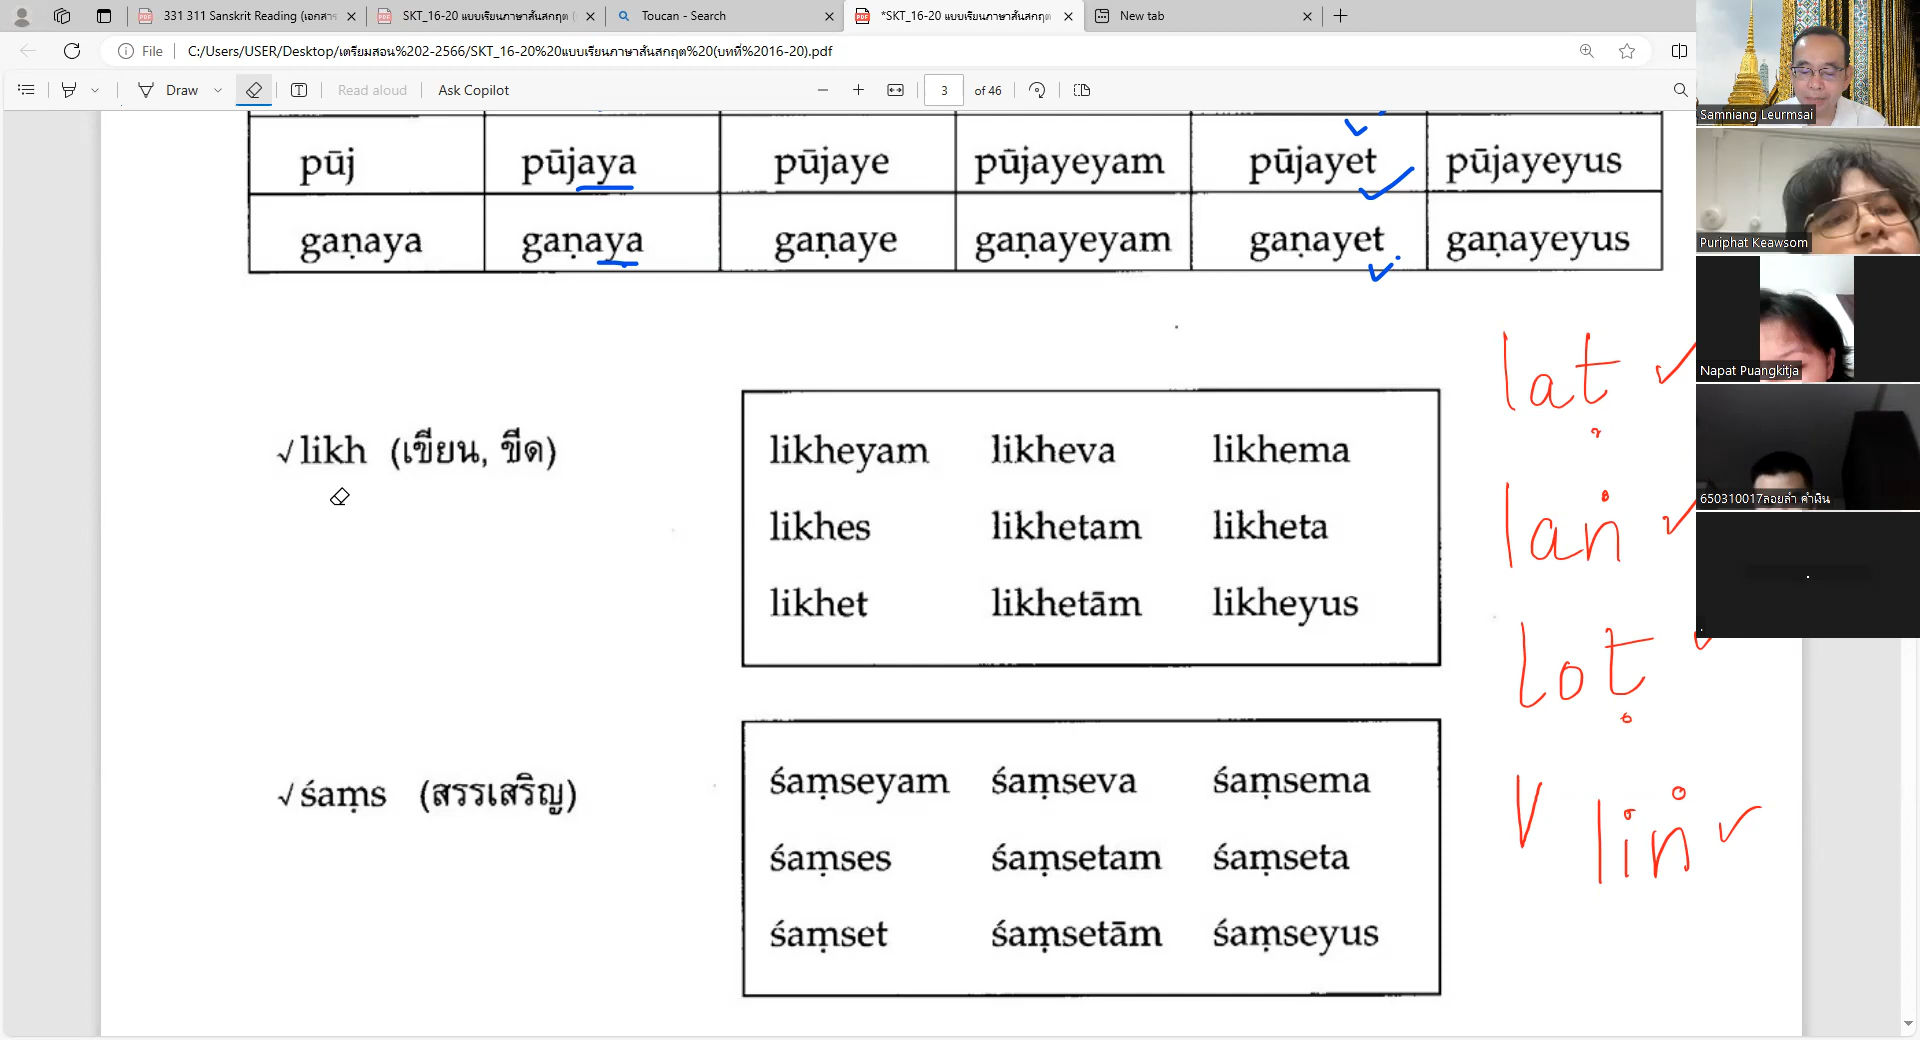 331 311 Sanskrit Reading (เอกสาร
SKT_16-20 แบบเรียนภาษาสันสกฤต (
Toucan - Search
*SKT_16-20 แบบเรียนภาษาสันสกฤต
New tab
File
C:/Users/USER/Desktop/เตรียมสอน%202-2566/SKT_16-20%20แบบเรียนภาษาสันสกฤต%20(บทที่%2016-20).pdf
Draw
Read aloud
Ask Copilot
3 of 46
pūj pūjaya pūjaye pūjayeyam pūjayet pūjayeyus
gaṇaya gaṇaya gaṇaye gaṇayeyam gaṇayet gaṇayeyus
√likh (เขียน, ขีด)
likheyam likheva likhema
likhes likhetam likheta
likhet likhetām likheyus
√śaṃs (สรรเสริญ)
śaṃseyam śaṃseva śaṃsema
śaṃses śaṃsetam śaṃseta
śaṃset śaṃsetām śaṃseyus
laṭ
laṅ
loṭ
liṅ
Samniang Leurmsai
Puriphat Keawsom
Napat Puangkitja
650310017ลอยลำ คำผิน